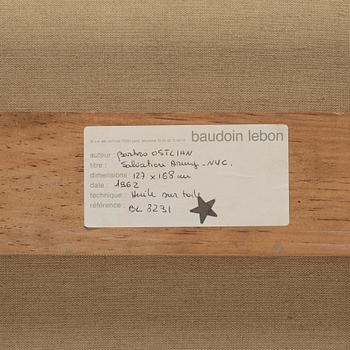 baudoin lebon
auteur : Barbro OSTLIHN
titre : Salvation Army - NYC.
dimensions : 127 x 168 cm
date : 1962
technique : Huile sur toile
référence : BL 8231